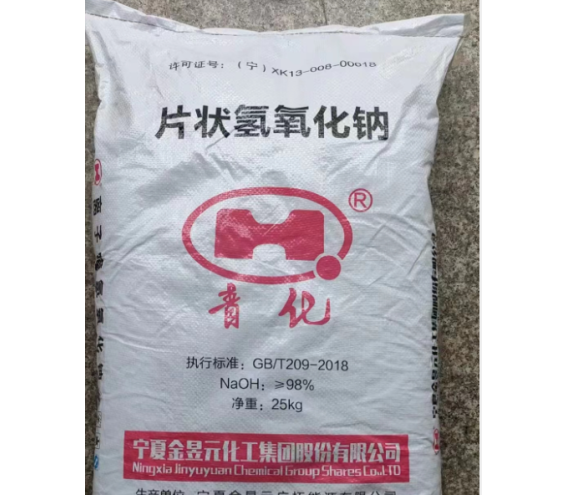 许可证号：（宁）XK13-008-00018
片状氢氧化钠
®
青化
执行标准：GB/T209-2018
NaOH：≥98%
净重：25kg
宁夏金昱元化工集团股份有限公司
Ningxia Jinyuyuan Chemical Group Shares Co.,LTD